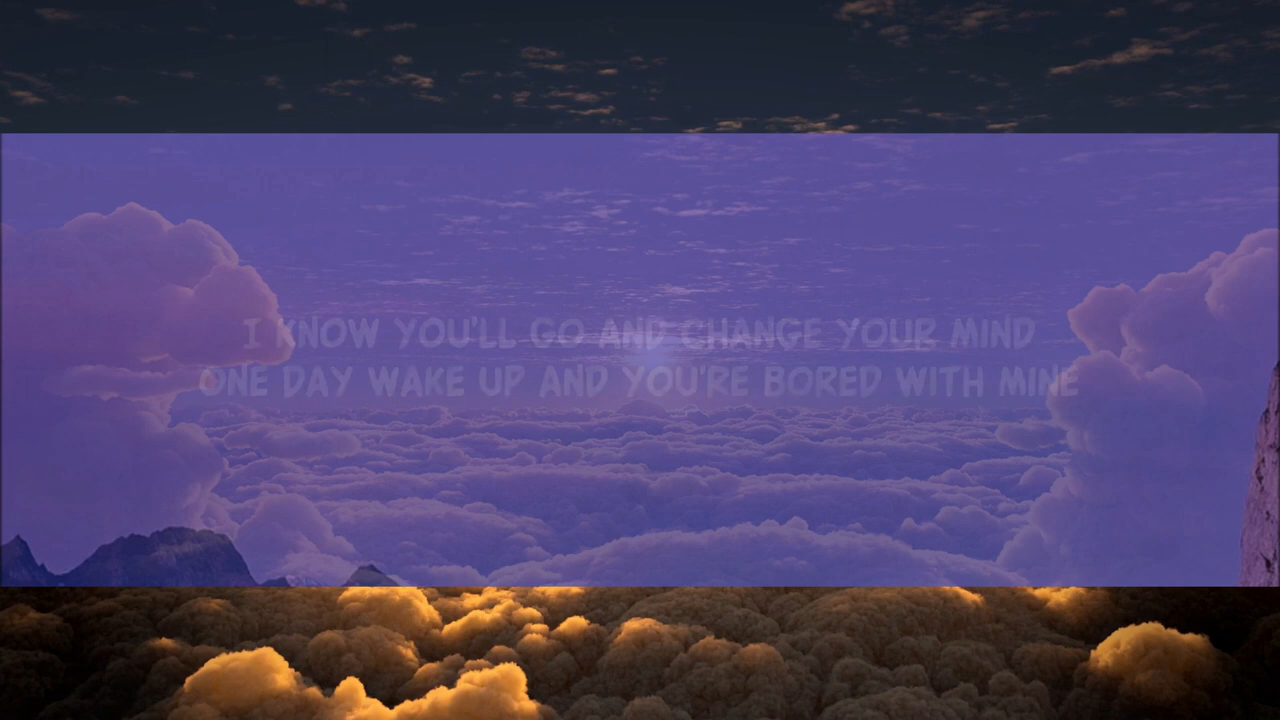 I KNOW YOU'LL GO AND CHANGE YOUR MIND
ONE DAY WAKE UP AND YOU'RE BORED WITH MINE